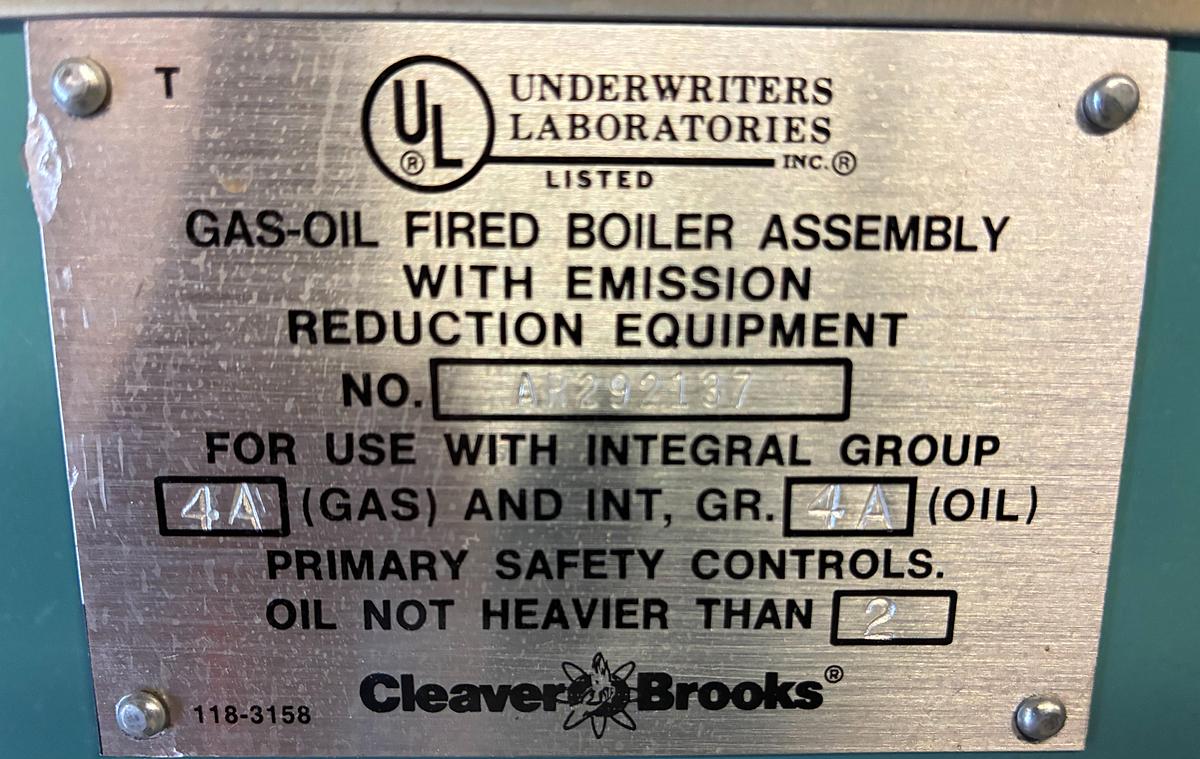 T
UL®
UNDERWRITERS
LABORATORIES
INC.®
LISTED
GAS-OIL FIRED BOILER ASSEMBLY
WITH EMISSION
REDUCTION EQUIPMENT
NO. AR292137
FOR USE WITH INTEGRAL GROUP
4A (GAS) AND INT, GR. 4A (OIL)
PRIMARY SAFETY CONTROLS.
OIL NOT HEAVIER THAN 2
Cleaver Brooks®
118-3158